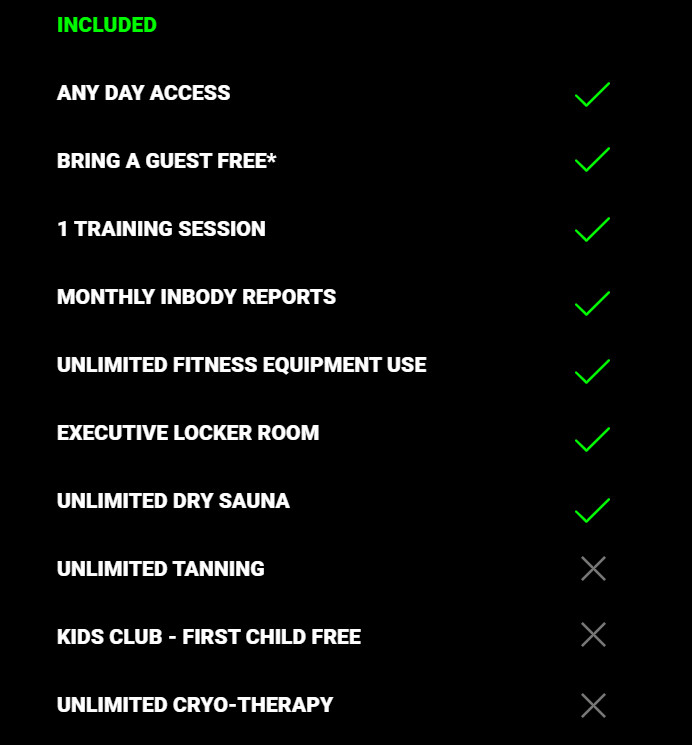 INCLUDED
ANY DAY ACCESS
BRING A GUEST FREE*
1 TRAINING SESSION
MONTHLY INBODY REPORTS
UNLIMITED FITNESS EQUIPMENT USE
EXECUTIVE LOCKER ROOM
UNLIMITED DRY SAUNA
UNLIMITED TANNING
KIDS CLUB - FIRST CHILD FREE
UNLIMITED CRYO-THERAPY